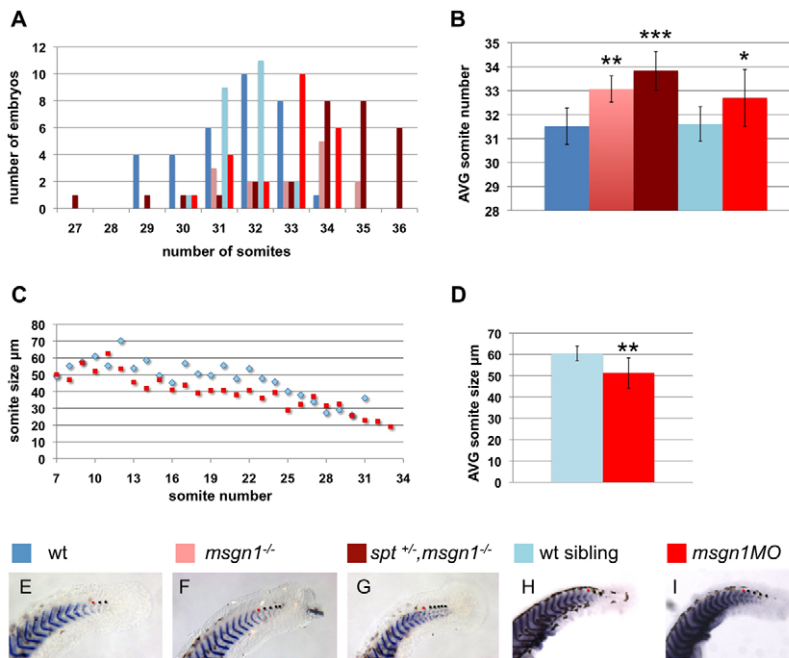 A
B
12
10
8
6
4
2
0
number of embryos
27 28 29 30 31 32 33 34 35 36
number of somites
35
34
33
32
31
30
29
28
AVG somite number
** *** *
C
D
80
70
60
50
40
30
20
10
0
somite size µm
7 10 13 16 19 22 25 28 31 34
somite number
70
60
50
40
30
20
10
0
AVG somite size µm
**
wt msgn1-/- spt +/-,msgn1-/- wt sibling msgn1MO
E F G H I